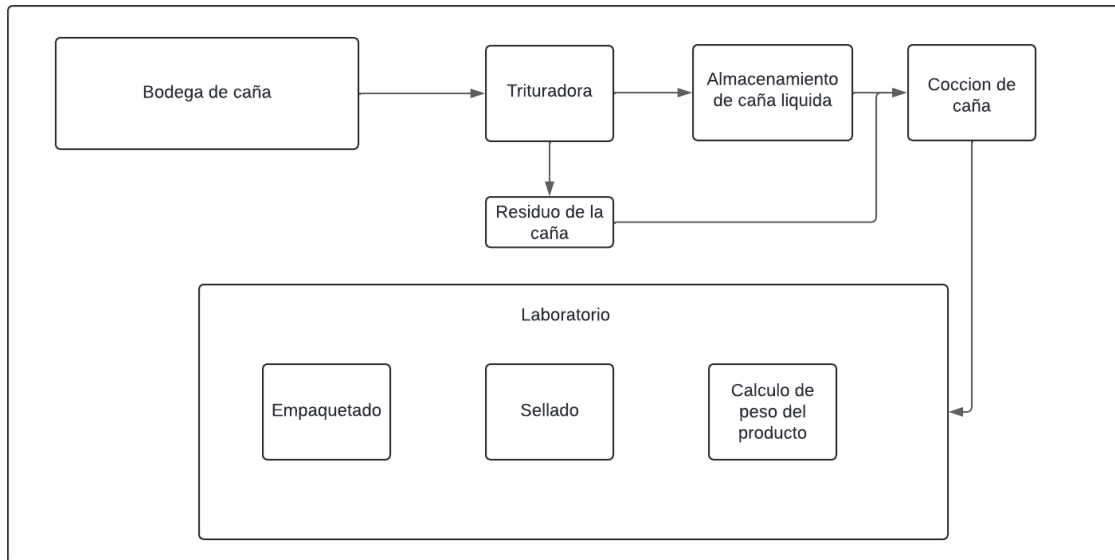 Bodega de caña
Trituradora
Almacenamiento
de caña liquida
Coccion de
caña
Residuo de la
caña
Laboratorio
Empaquetado
Sellado
Calculo de
peso del
producto